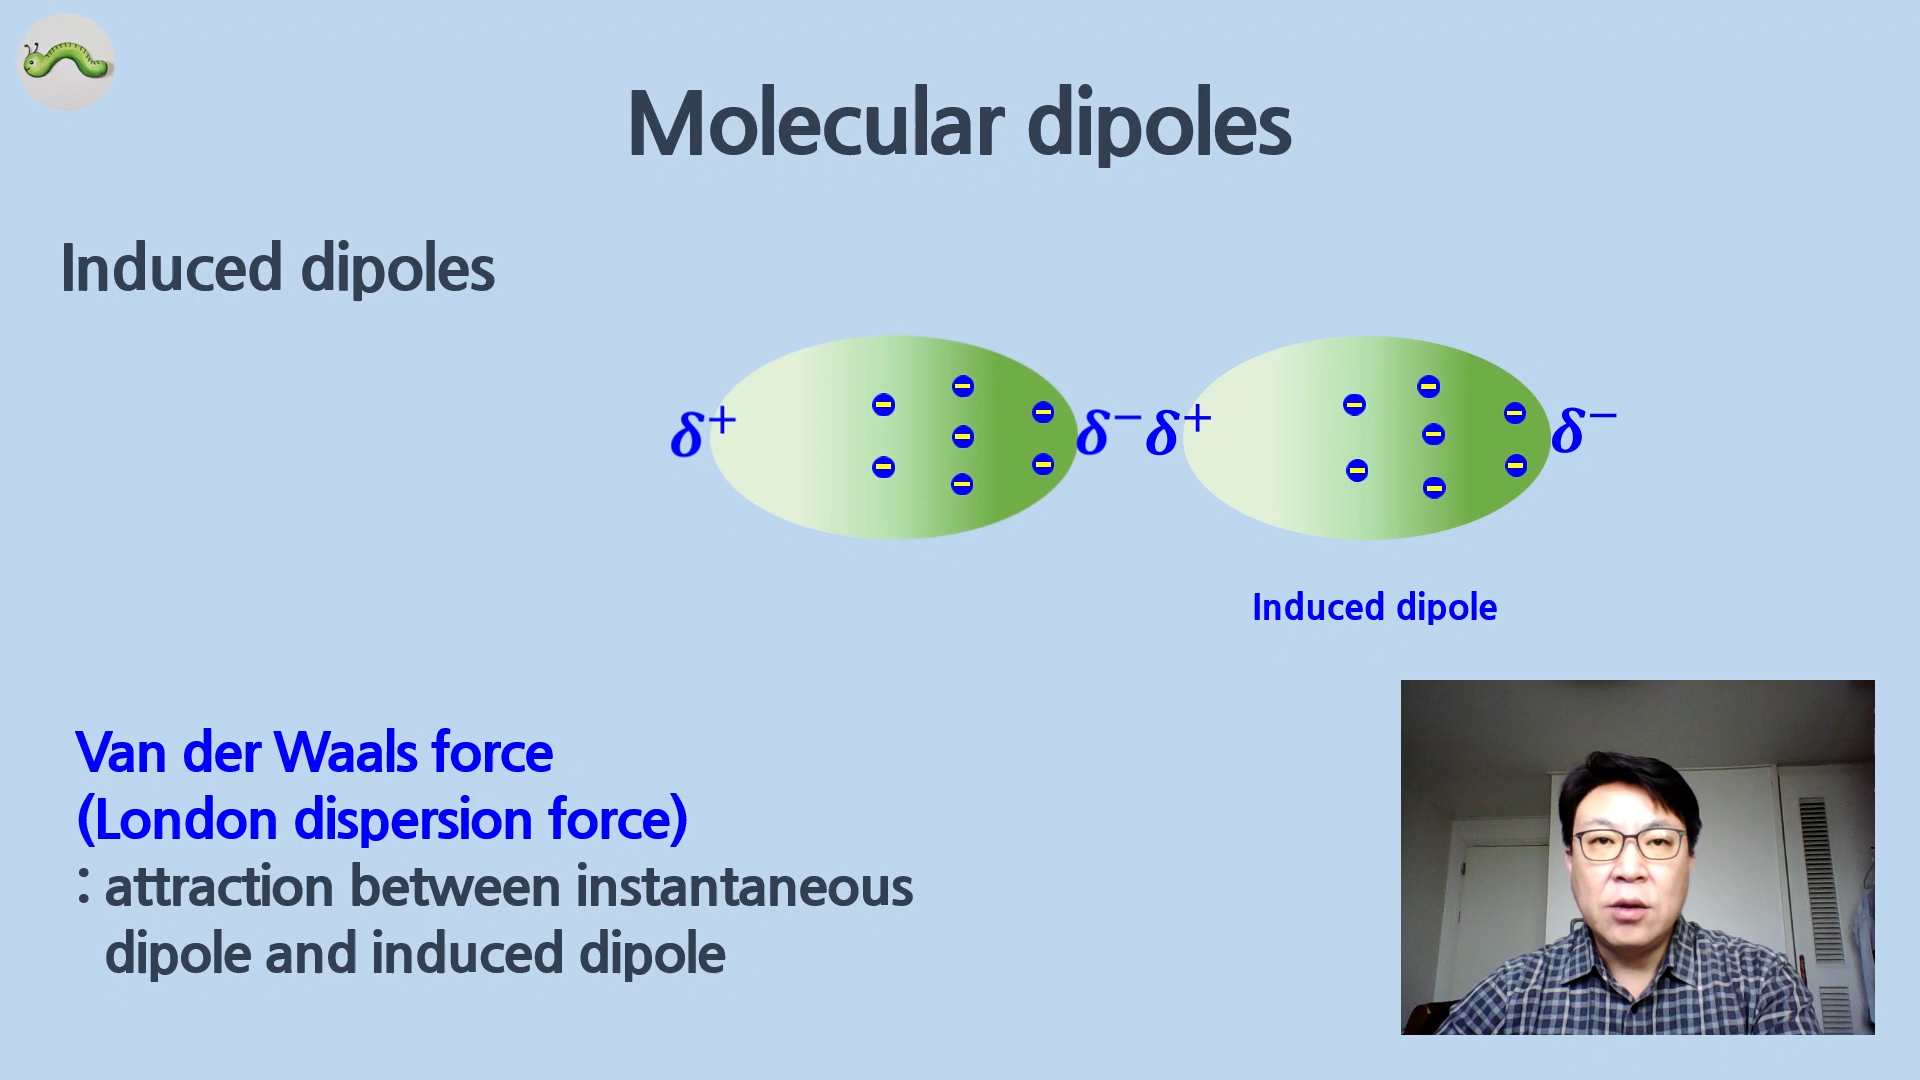 Molecular dipoles
Induced dipoles
δ⁺ δ⁻ δ⁺ δ⁻
Induced dipole
Van der Waals force
(London dispersion force)
: attraction between instantaneous
dipole and induced dipole